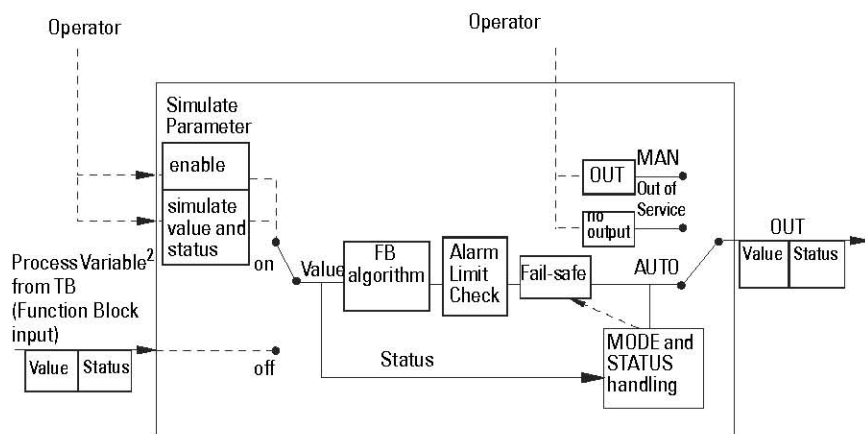 Operator
Operator
Simulate
Parameter
enable
simulate
value and
status
on
Process Variable²
from TB
(Function Block
input)
Value
Status
off
Value
FB
algorithm
Alarm
Limit
Check
Fail-safe
OUT
MAN
Out of
Service
no
output
AUTO
OUT
Value
Status
Status
MODE and
STATUS
handling